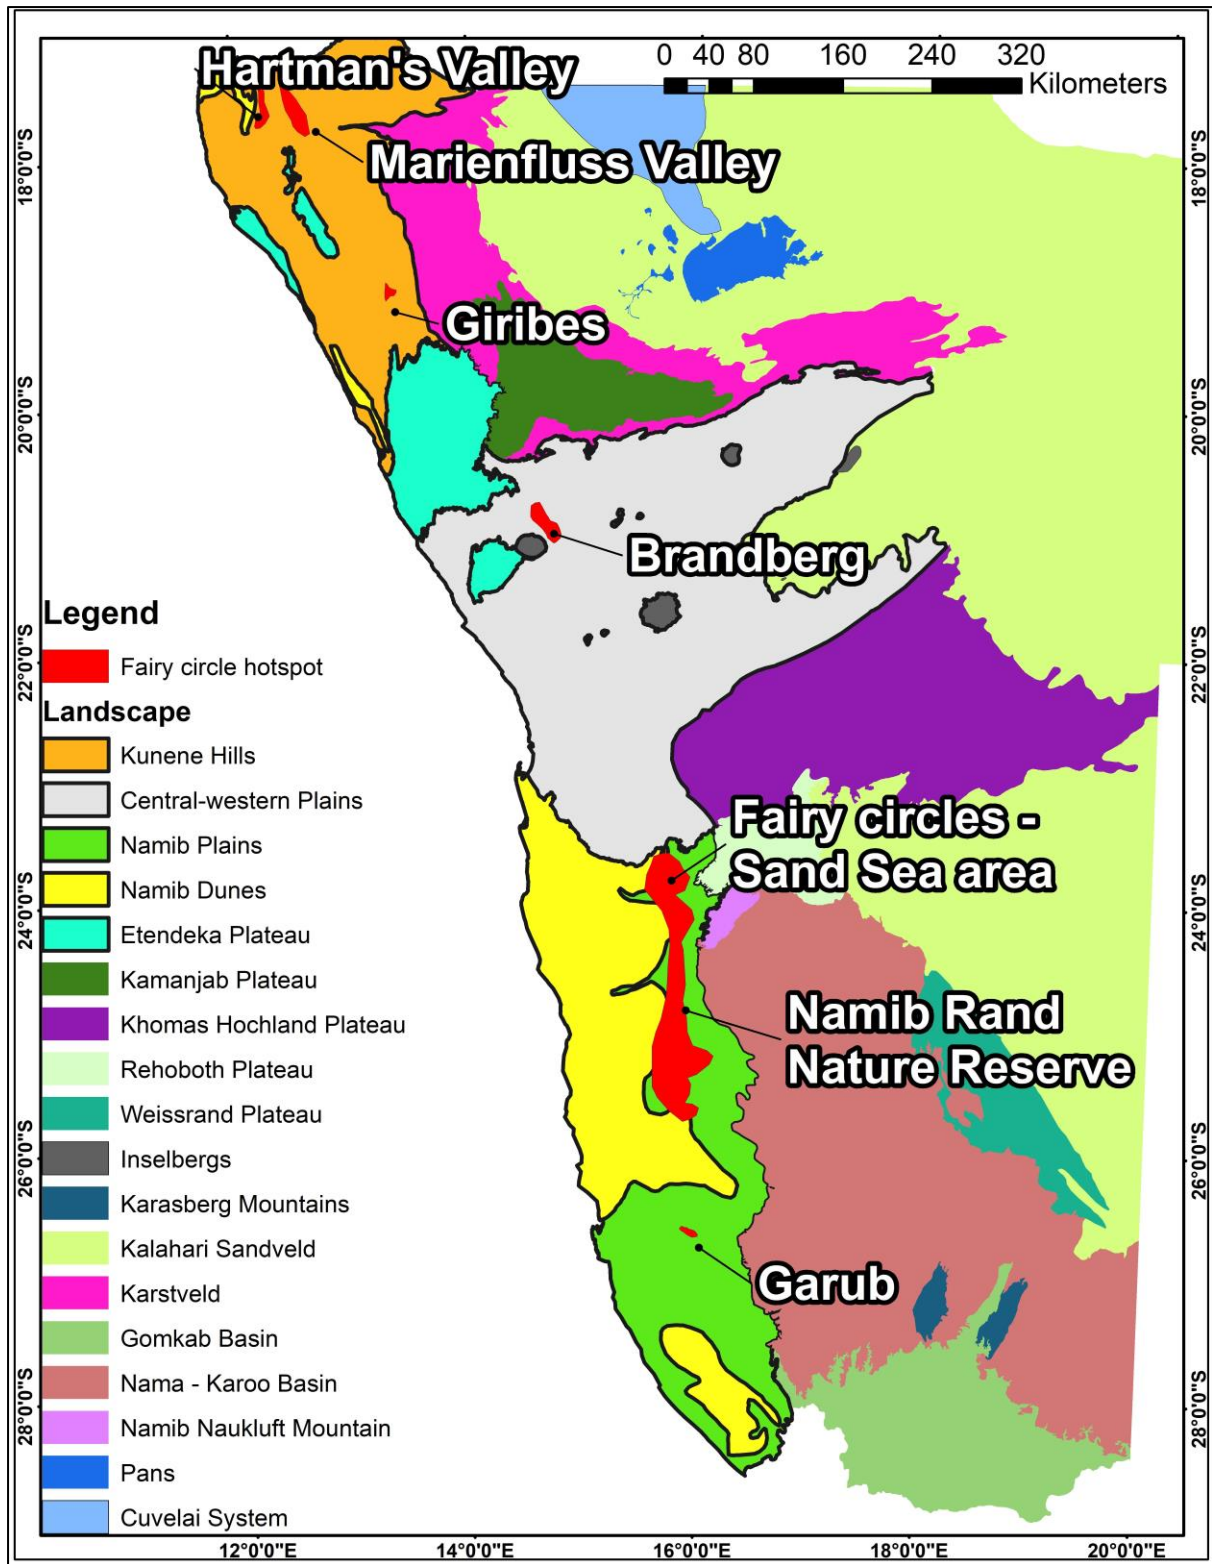 Hartman's Valley
0 40 80 160 240 320
Kilometers
Marienfluss Valley
Giribes
Brandberg
Fairy circles -
Sand Sea area
Namib Rand
Nature Reserve
Garub
Legend
Fairy circle hotspot
Landscape
Kunene Hills
Central-western Plains
Namib Plains
Namib Dunes
Etendeka Plateau
Kamanjab Plateau
Khomas Hochland Plateau
Rehoboth Plateau
Weissrand Plateau
Inselbergs
Karasberg Mountains
Kalahari Sandveld
Karstveld
Gomkab Basin
Nama - Karoo Basin
Namib Naukluft Mountain
Pans
Cuvelai System
18°0'0"S
20°0'0"S
22°0'0"S
24°0'0"S
26°0'0"S
28°0'0"S
18°0'0"S
20°0'0"S
22°0'0"S
24°0'0"S
26°0'0"S
28°0'0"S
12°0'0"E 14°0'0"E 16°0'0"E 18°0'0"E 20°0'0"E